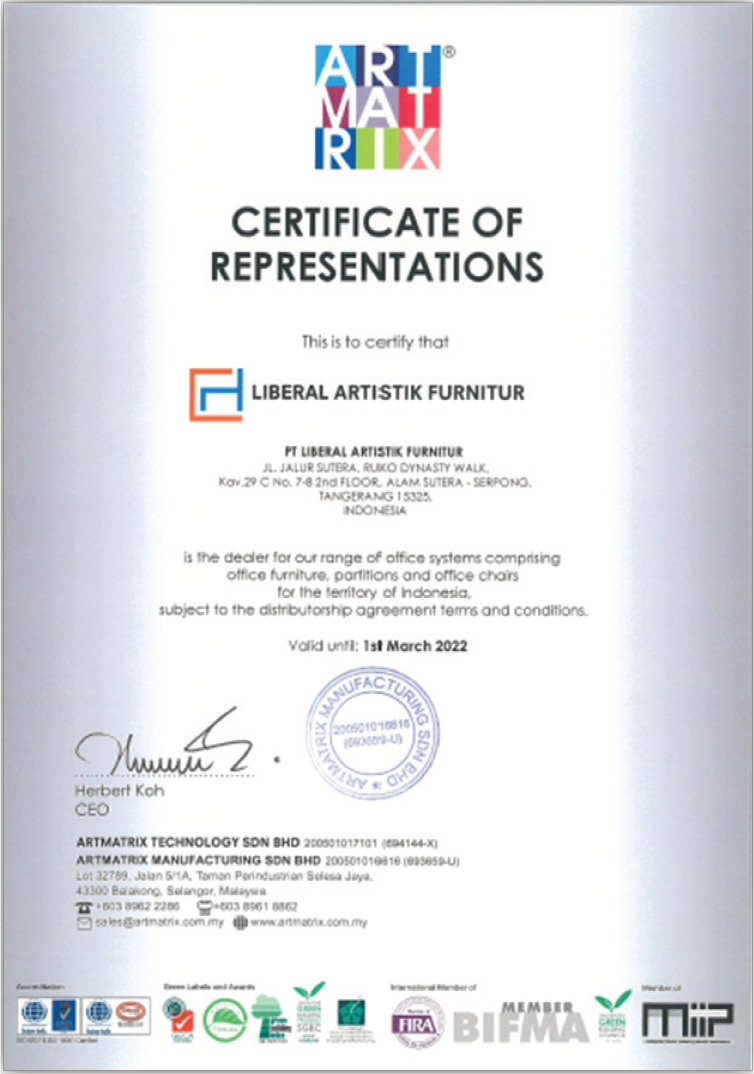 ART®
MAT
RIX
CERTIFICATE OF
REPRESENTATIONS
This is to certify that
LIBERAL ARTISTIK FURNITUR
PT LIBERAL ARTISTIK FURNITUR
JL. JALUR SUTERA, RUKO DYNASTY WALK,
Kav.29 C No. 7-8 2nd FLOOR, ALAM SUTERA - SERPONG,
TANGERANG 15325,
INDONESIA
is the dealer for our range of office systems comprising
office furniture, partitions and office chairs
for the territory of Indonesia,
subject to the distributorship agreement terms and conditions.
Valid until: 1st March 2022
ARTMATRIX MANUFACTURING SDN BHD
200501016616
(693659-U)
Herbert Koh
CEO
ARTMATRIX TECHNOLOGY SDN BHD 200501017101 (694144-X)
ARTMATRIX MANUFACTURING SDN BHD 200501016616 (693659-U)
Lot 32789, Jalan 5/1A, Taman Perindustrian Selesa Jaya,
43300 Balakong, Selangor, Malaysia.
+603 8962 2286 +603 8961 8862
sales@artmatrix.com.my www.artmatrix.com.my
Accreditation Green Labels and Awards International Member of Member of
SGBC
GREEN
FIRA
MEMBER
BIFMA
GREEN
miip